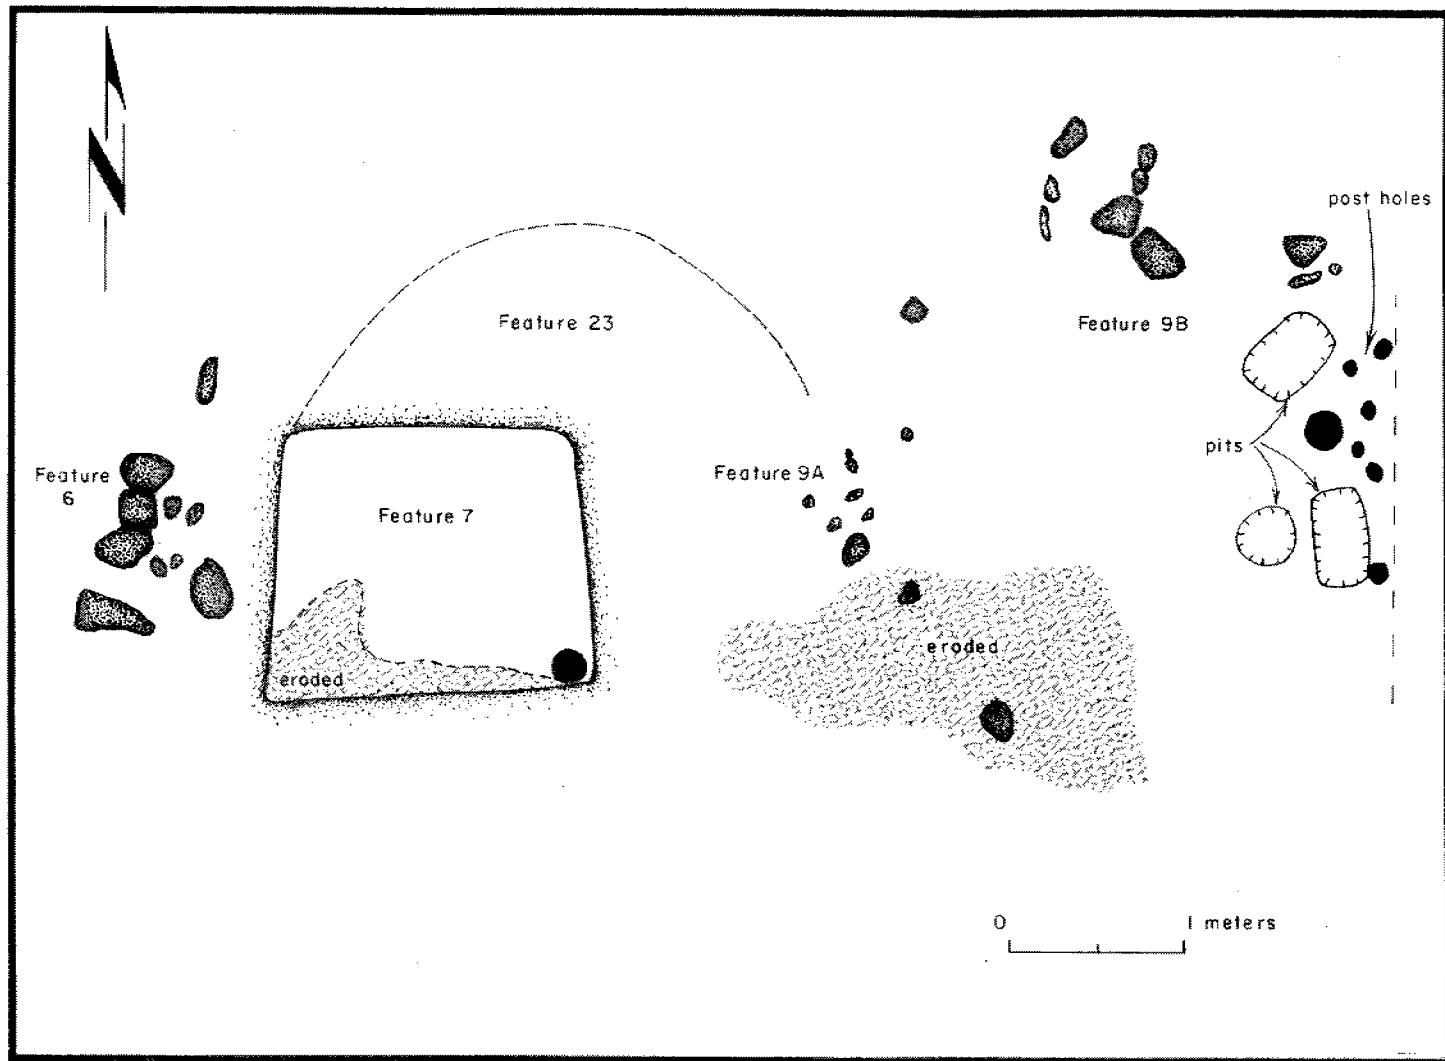 N
post holes
Feature 23
Feature 9B
Feature
6
Feature 9A
pits
Feature 7
eroded
eroded
0 1 meters